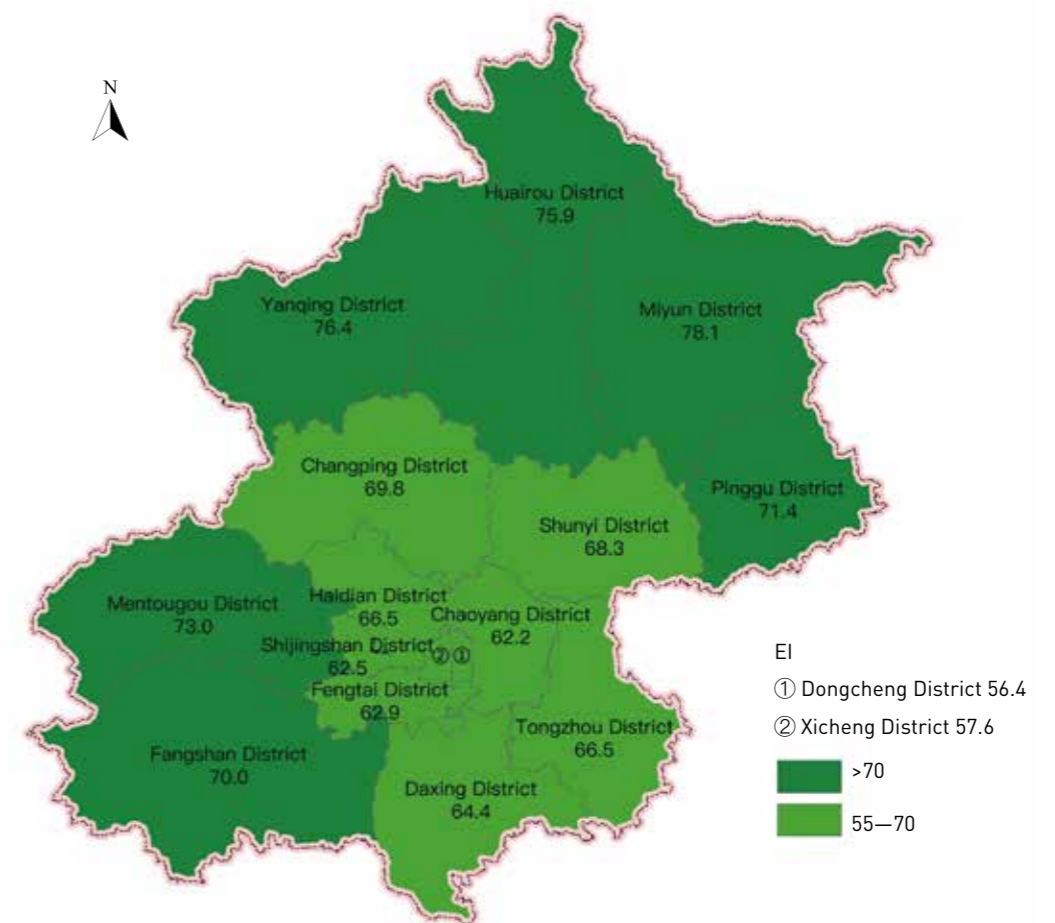 N
Huairou District
75.9
Yanqing District
76.4
Miyun District
78.1
Changping District
69.8
Pinggu District
71.4
Shunyi District
68.3
Mentougou District
73.0
Haidian District
66.5
Chaoyang District
62.2
Shijingshan District
62.5
②①
Fengtai District
62.9
Tongzhou District
66.5
Fangshan District
70.0
Daxing District
64.4
EI
① Dongcheng District 56.4
② Xicheng District 57.6
>70
55—70